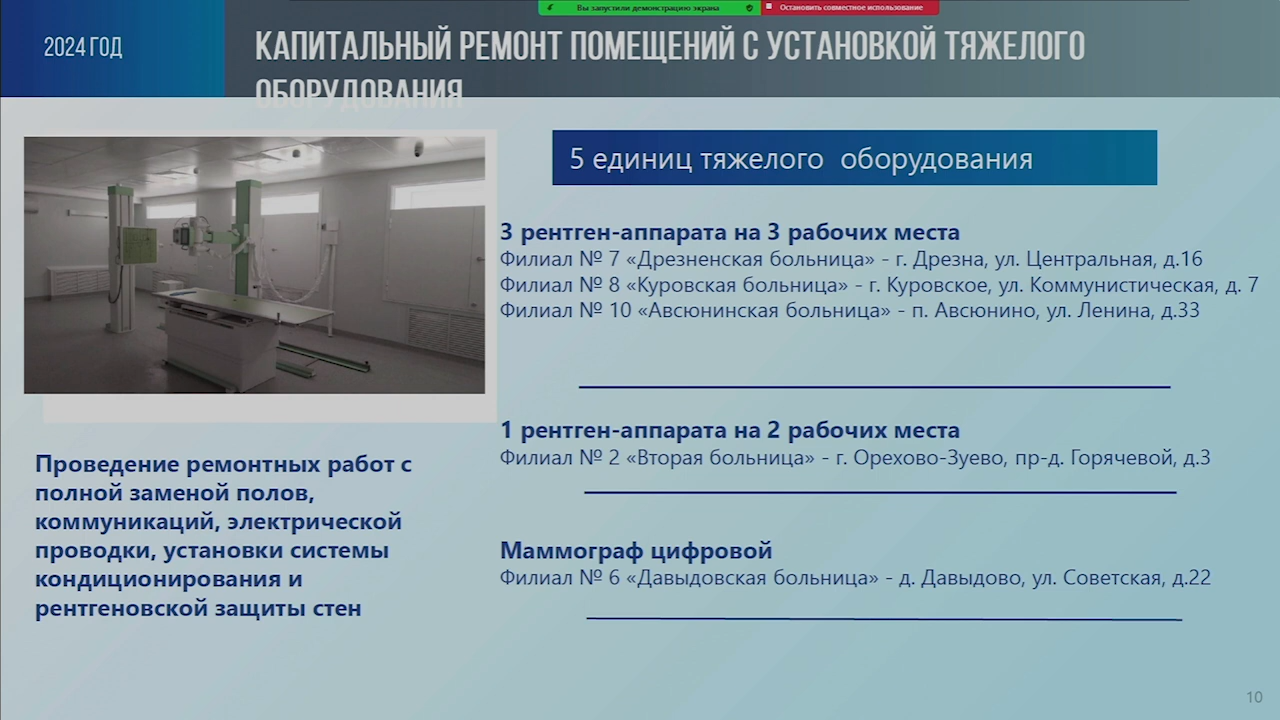 Вы запустили демонстрацию экрана
Остановить совместное использование
2024 ГОД
КАПИТАЛЬНЫЙ РЕМОНТ ПОМЕЩЕНИЙ С УСТАНОВКОЙ ТЯЖЕЛОГО
ОБОРУДОВАНИЯ
5 единиц тяжелого оборудования
3 рентген-аппарата на 3 рабочих места
Филиал № 7 «Дрезненская больница» - г. Дрезна, ул. Центральная, д.16
Филиал № 8 «Куровская больница» - г. Куровское, ул. Коммунистическая, д. 7
Филиал № 10 «Авсюнинская больница» - п. Авсюнино, ул. Ленина, д.33
1 рентген-аппарата на 2 рабочих места
Филиал № 2 «Вторая больница» - г. Орехово-Зуево, пр-д. Горячевой, д.3
Маммограф цифровой
Филиал № 6 «Давыдовская больница» - д. Давыдово, ул. Советская, д.22
Проведение ремонтных работ с
полной заменой полов,
коммуникаций, электрической
проводки, установки системы
кондиционирования и
рентгеновской защиты стен
10